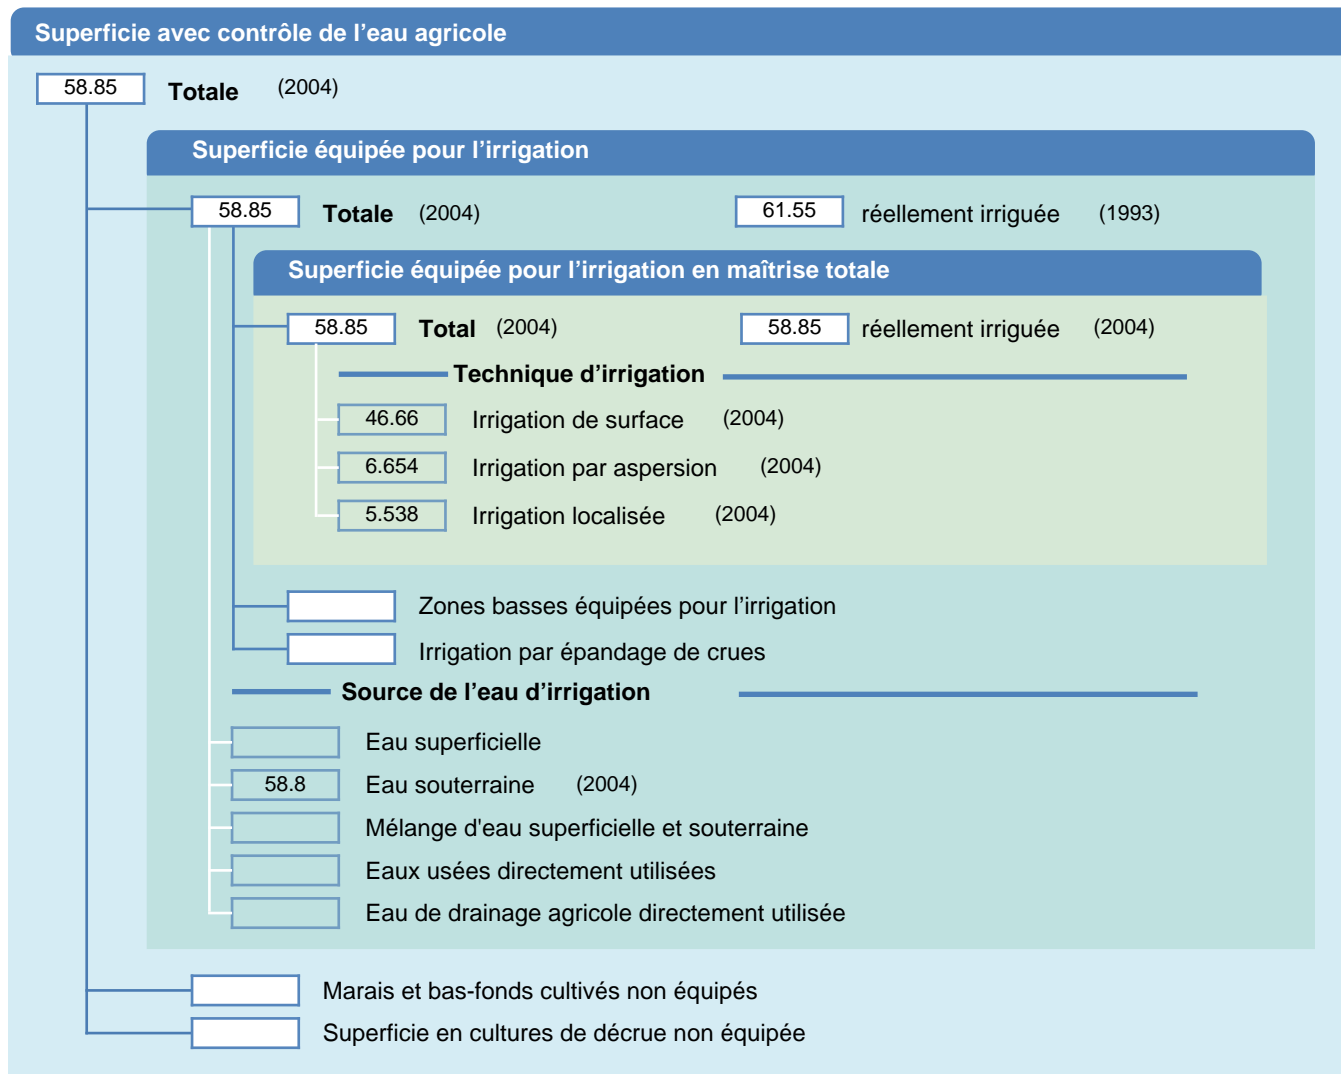 Superficie avec contrôle de l'eau agricole
58.85 Totale (2004)
Superficie équipée pour l'irrigation
58.85 Totale (2004) 61.55 réellement irriguée (1993)
Superficie équipée pour l'irrigation en maîtrise totale
58.85 Total (2004) 58.85 réellement irriguée (2004)
Technique d'irrigation
46.66 Irrigation de surface (2004)
6.654 Irrigation par aspersion (2004)
5.538 Irrigation localisée (2004)
Zones basses équipées pour l'irrigation
Irrigation par épandage de crues
Source de l'eau d'irrigation
Eau superficielle
58.8 Eau souterraine (2004)
Mélange d'eau superficielle et souterraine
Eaux usées directement utilisées
Eau de drainage agricole directement utilisée
Marais et bas-fonds cultivés non équipés
Superficie en cultures de décrue non équipée